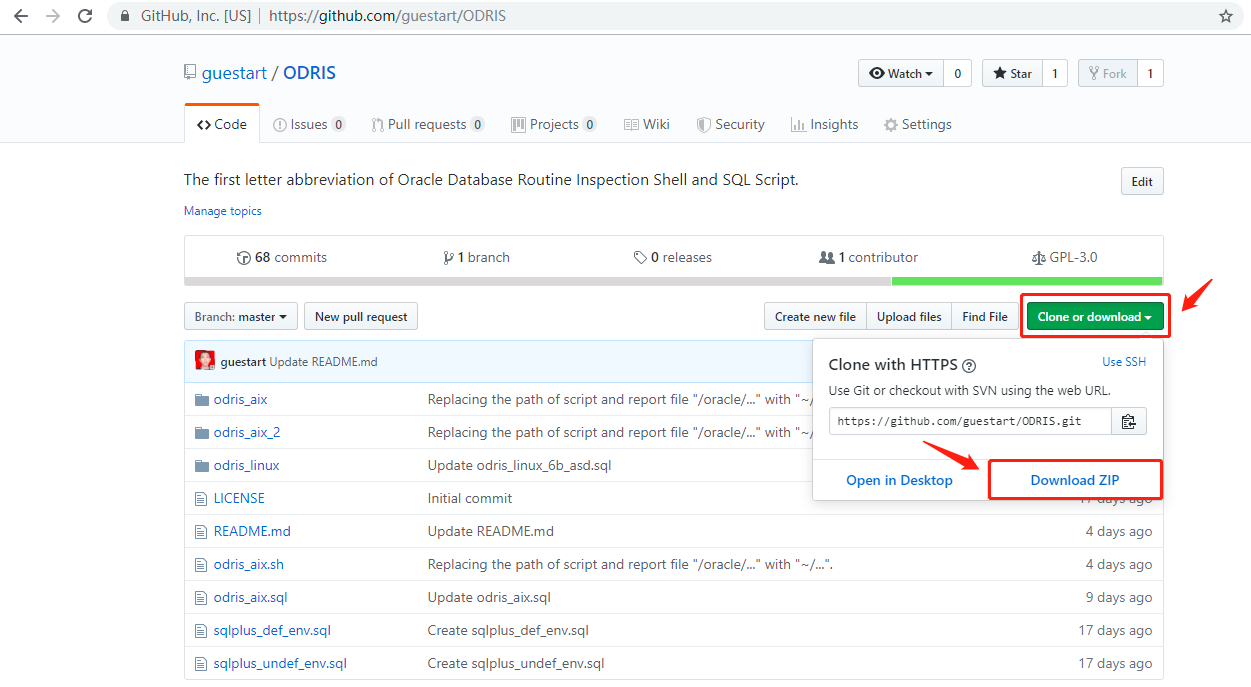 GitHub, Inc. [US] | https://github.com/guestart/ODRIS
guestart / ODRIS
Watch 0 Star 1 Fork 1
Code Issues 0 Pull requests 0 Projects 0 Wiki Security Insights Settings
The first letter abbreviation of Oracle Database Routine Inspection Shell and SQL Script. Edit
Manage topics
68 commits 1 branch 0 releases 1 contributor GPL-3.0
Branch: master New pull request Create new file Upload files Find File Clone or download
guestart Update README.md
Clone with HTTPS ? Use SSH
Use Git or checkout with SVN using the web URL.
https://github.com/guestart/ODRIS.git
Open in Desktop Download ZIP
odris_aix Replacing the path of script and report file "/oracle/..." with "~/
odris_aix_2 Replacing the path of script and report file "/oracle/..." with "~/
odris_linux Update odris_linux_6b_asd.sql
LICENSE Initial commit 17 days ago
README.md Update README.md 4 days ago
odris_aix.sh Replacing the path of script and report file "/oracle/..." with "~/...". 4 days ago
odris_aix.sql Update odris_aix.sql 9 days ago
sqlplus_def_env.sql Create sqlplus_def_env.sql 17 days ago
sqlplus_undef_env.sql Create sqlplus_undef_env.sql 17 days ago